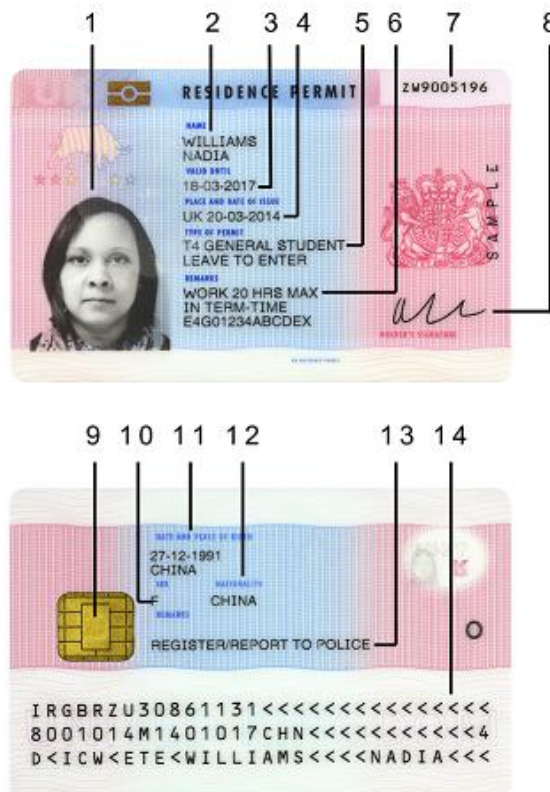 1 2 3 4 5 6 7 8
RESIDENCE PERMIT ZW9005196
NAME
WILLIAMS
NADIA
VALID UNTIL
18-03-2017
PLACE AND DATE OF ISSUE
UK 20-03-2014
TYPE OF PERMIT
T4 GENERAL STUDENT
LEAVE TO ENTER
REMARKS
WORK 20 HRS MAX
IN TERM-TIME
E4G01234ABCDEX
SAMPLE
HOLDER'S SIGNATURE
9 10 11 12 13 14
DATE AND PLACE OF BIRTH
27-12-1991
CHINA
SEX NATIONALITY
F CHINA
REMARKS
REGISTER/REPORT TO POLICE
O
IRGBRZU30861131<<<<<<<<<<<<<<<
8001014M1401017CHN<<<<<<<<<<<4
D<ICW<ETE<WILLIAMS<<<<NADIA<<<